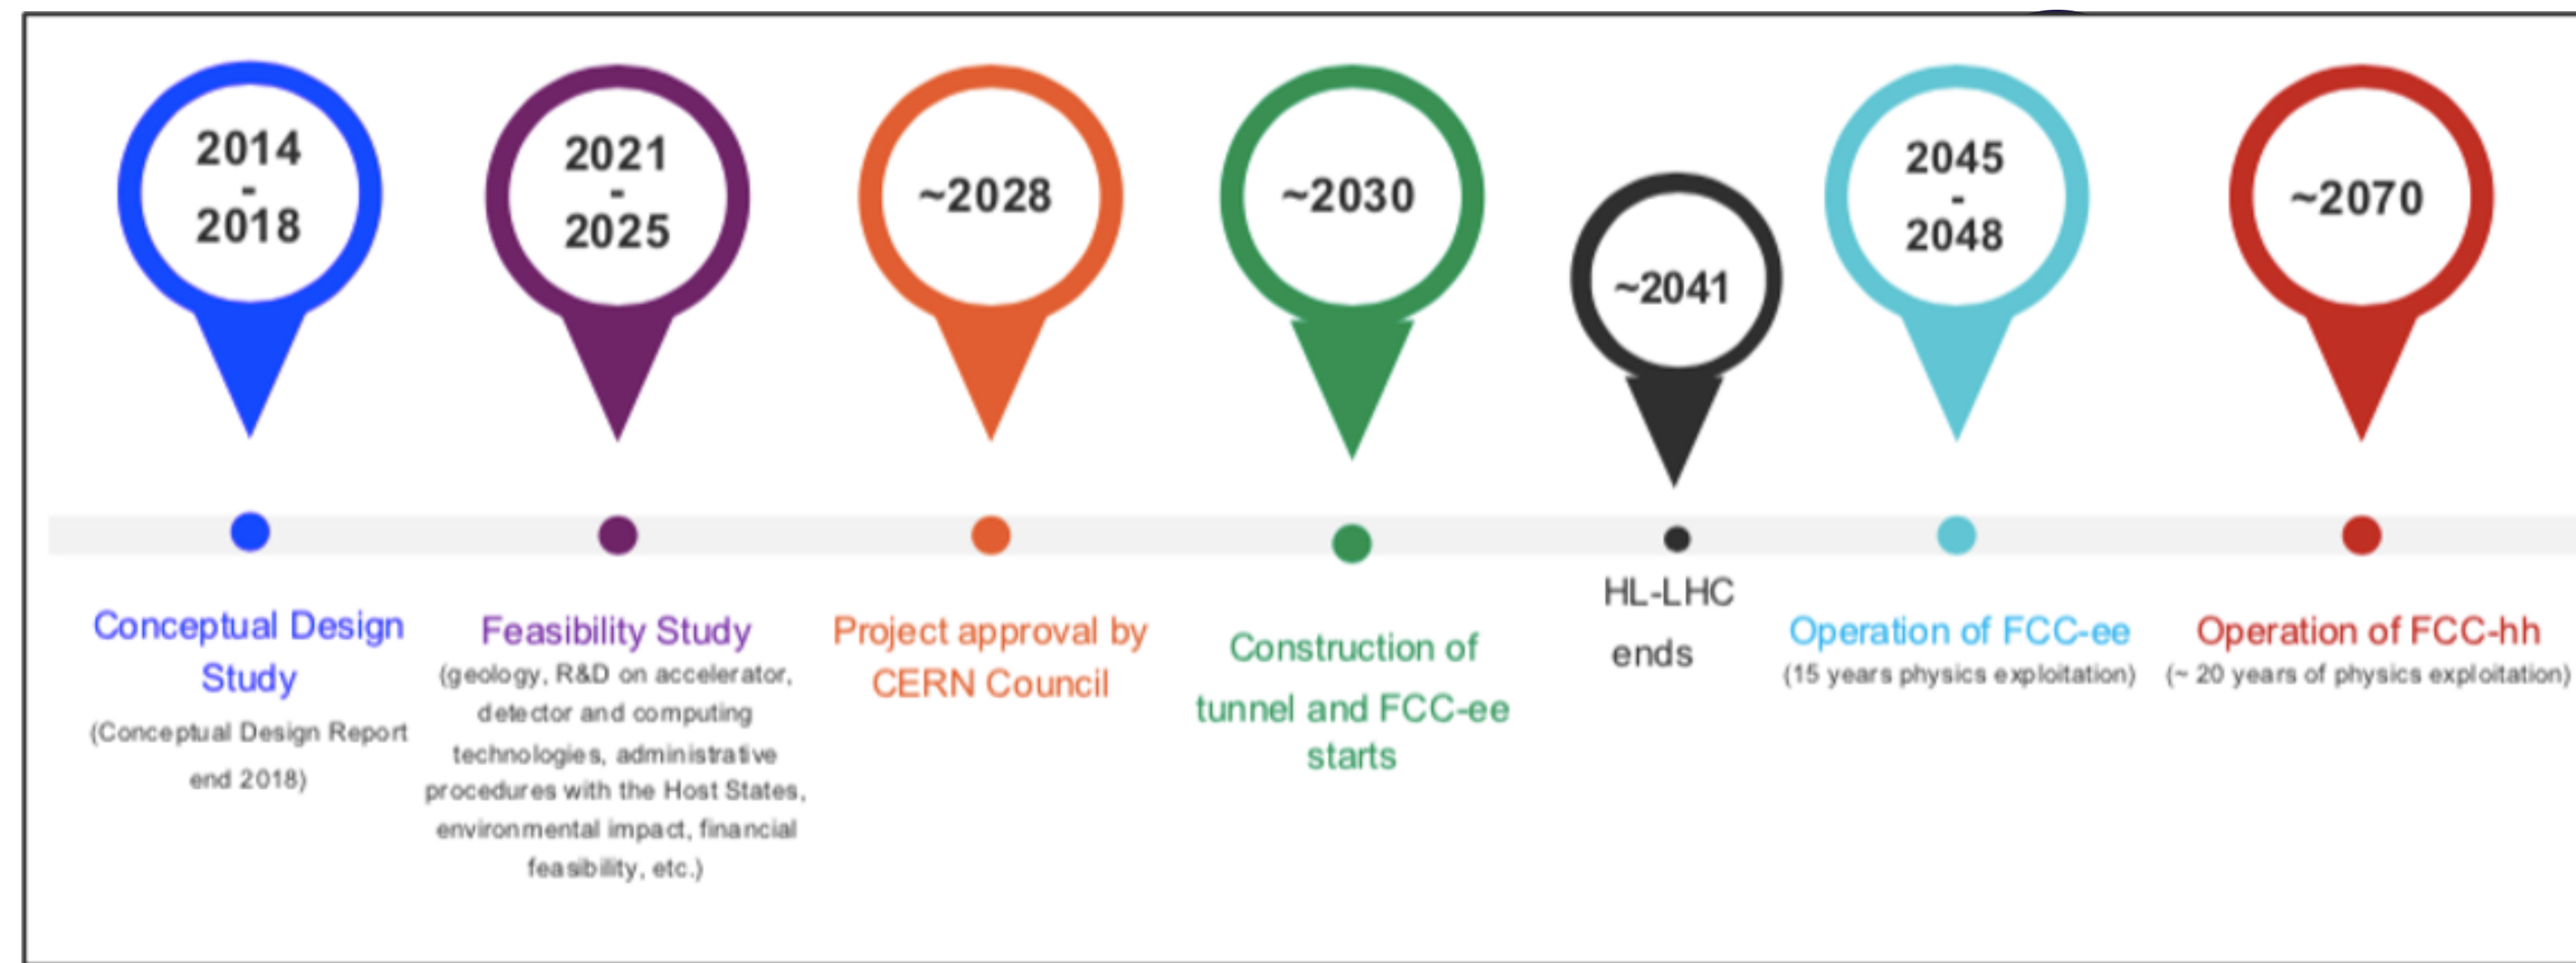 2014
-
2018
2021
-
2025
~2028
~2030
~2041
2045
-
2048
~2070
Conceptual Design
Study
(Conceptual Design Report
end 2018)
Feasibility Study
(geology, R&D on accelerator,
detector and computing
technologies, administrative
procedures with the Host States,
environmental impact, financial
feasibility, etc.)
Project approval by
CERN Council
Construction of
tunnel and FCC-ee
starts
HL-LHC
ends
Operation of FCC-ee
(15 years physics exploitation)
Operation of FCC-hh
(~ 20 years of physics exploitation)